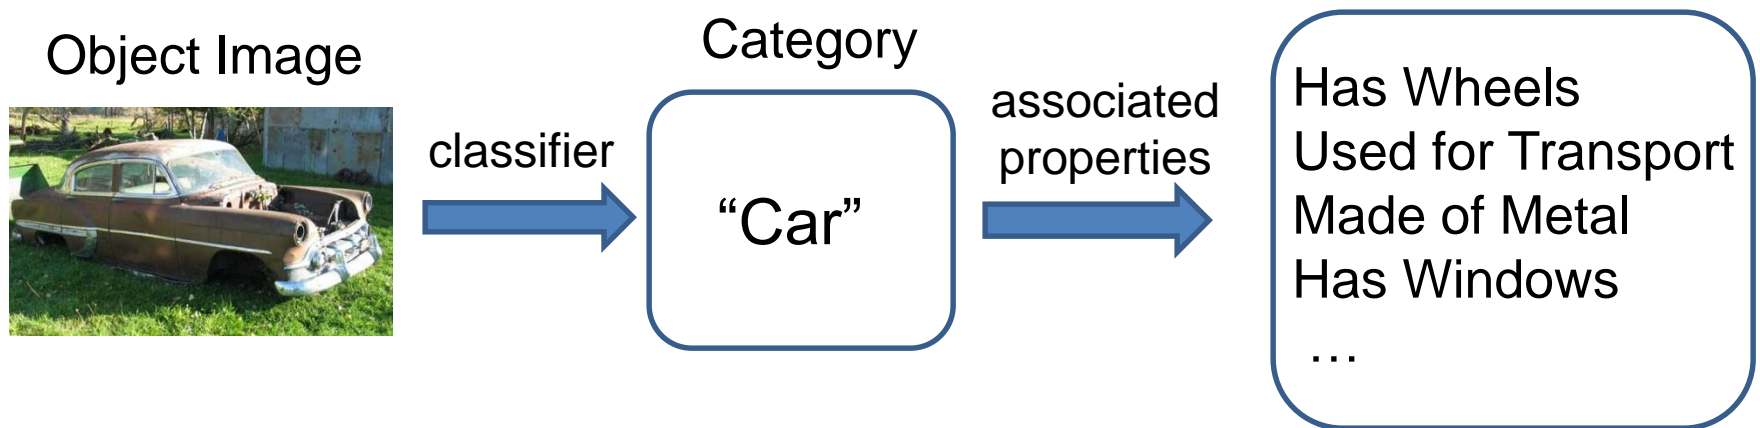 Object Image
classifier
Category
“Car”
associated
properties
Has Wheels
Used for Transport
Made of Metal
Has Windows
…